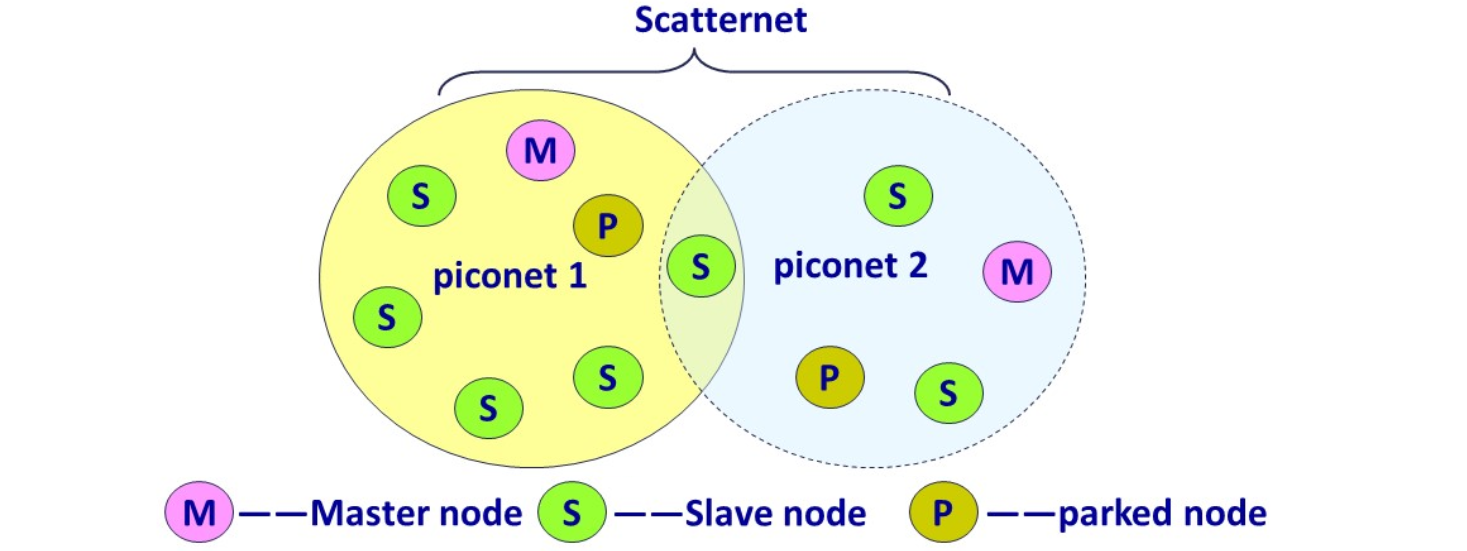 Scatternet
M
S
P
S
S
piconet 1
piconet 2
M
S
S
P
S
S
M ——Master node S ——Slave node P ——parked node